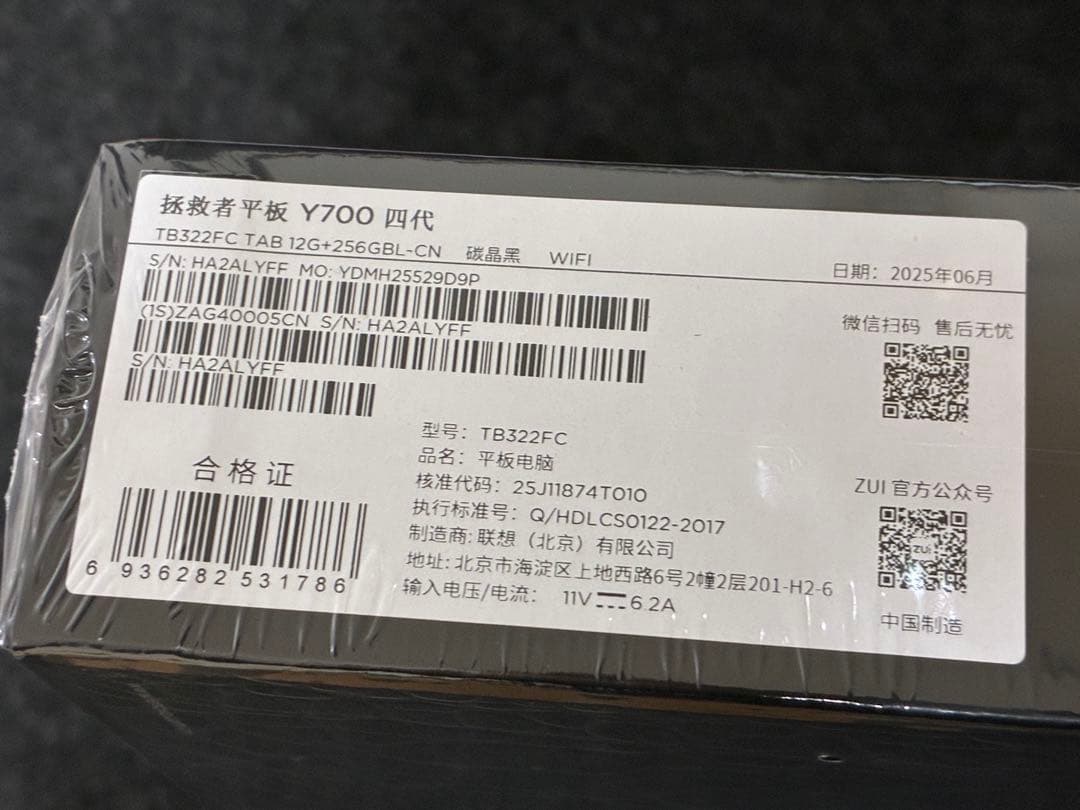 拯救者平板 Y700 四代
TB322FC TAB 12G+256GBL-CN 碳晶黑 WIFI
日期：2025年06月
S/N: HA2ALYFF MO: YDMH25529D9P
(1S)ZAG40005CN S/N: HA2ALYFF
S/N: HA2ALYFF
微信扫码 售后无忧
合格证
6 936282 531786
型号：TB322FC
品名：平板电脑
核准代码：25J11874T010
执行标准号：Q/HDLCS0122-2017
制造商：联想（北京）有限公司
地址：北京市海淀区上地西路6号2幢2层201-H2-6
输入电压/电流： 11V⎓6.2A
ZUI 官方公众号
ZUI
中国制造